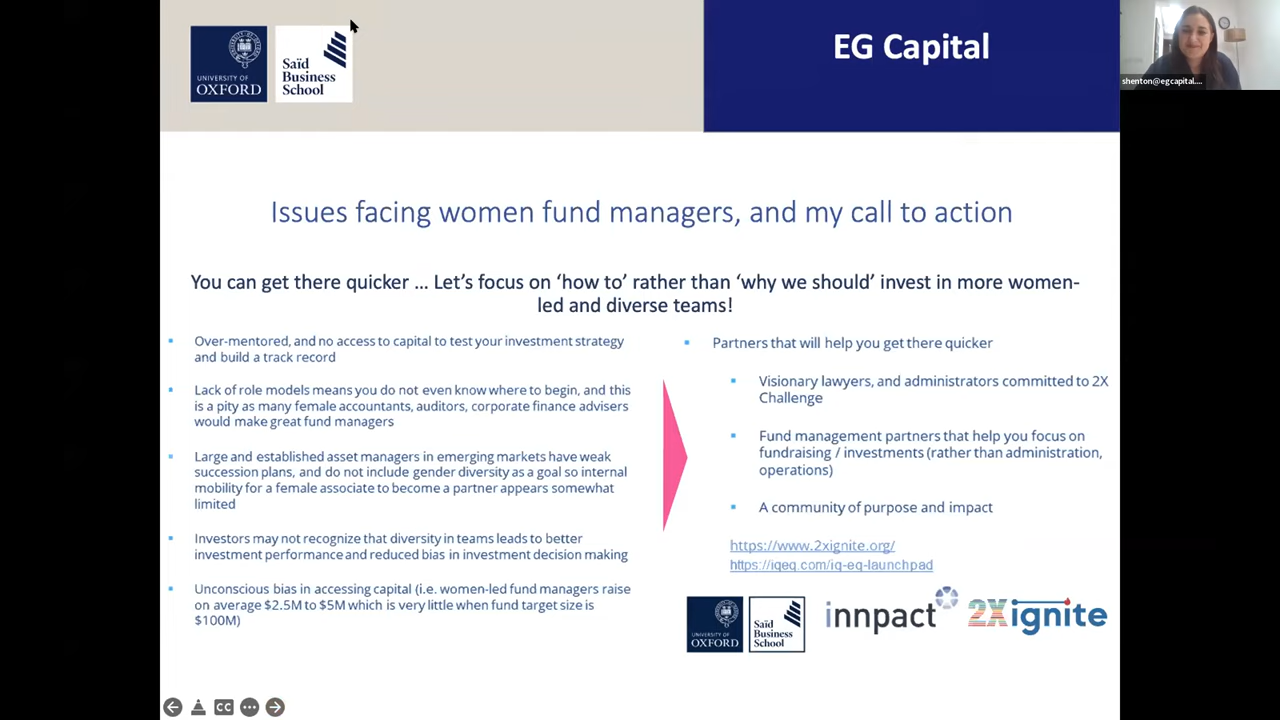 UNIVERSITY OF
OXFORD
Saïd
Business
School
EG Capital
shenton@egcapital....
Issues facing women fund managers, and my call to action
You can get there quicker ... Let's focus on 'how to' rather than 'why we should' invest in more women-
led and diverse teams!
Over-mentored, and no access to capital to test your investment strategy
and build a track record
Lack of role models means you do not even know where to begin, and this
is a pity as many female accountants, auditors, corporate finance advisers
would make great fund managers
Large and established asset managers in emerging markets have weak
succession plans, and do not include gender diversity as a goal so internal
mobility for a female associate to become a partner appears somewhat
limited
Investors may not recognize that diversity in teams leads to better
investment performance and reduced bias in investment decision making
Unconscious bias in accessing capital (i.e. women-led fund managers raise
on average $2.5M to $5M which is very little when fund target size is
$100M)
Partners that will help you get there quicker
Visionary lawyers, and administrators committed to 2X
Challenge
Fund management partners that help you focus on
fundraising / investments (rather than administration,
operations)
A community of purpose and impact
https://www.2xignite.org/
https://iqeq.com/iq-eq-launchpad
UNIVERSITY OF
OXFORD
Saïd
Business
School
innpact
2Xignite
CC